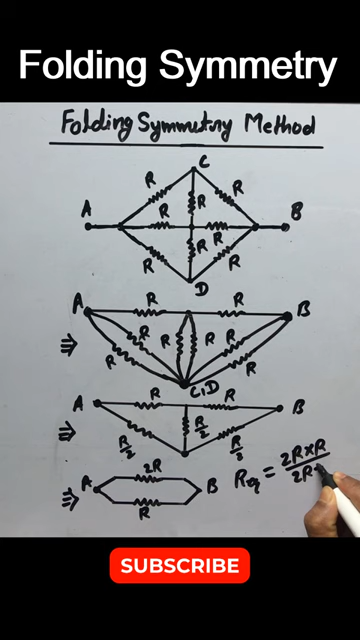 Folding Symmetry
Folding Symmetry Method
C
R R
A R B
R R
R
R R
D
A R R B
R R R R
R R
C,D
⇛
A R R B
R/2 R/2 R/2
⇛
2R
A B
R
⇛
Req = 2R×R/2R+
SUBSCRIBE